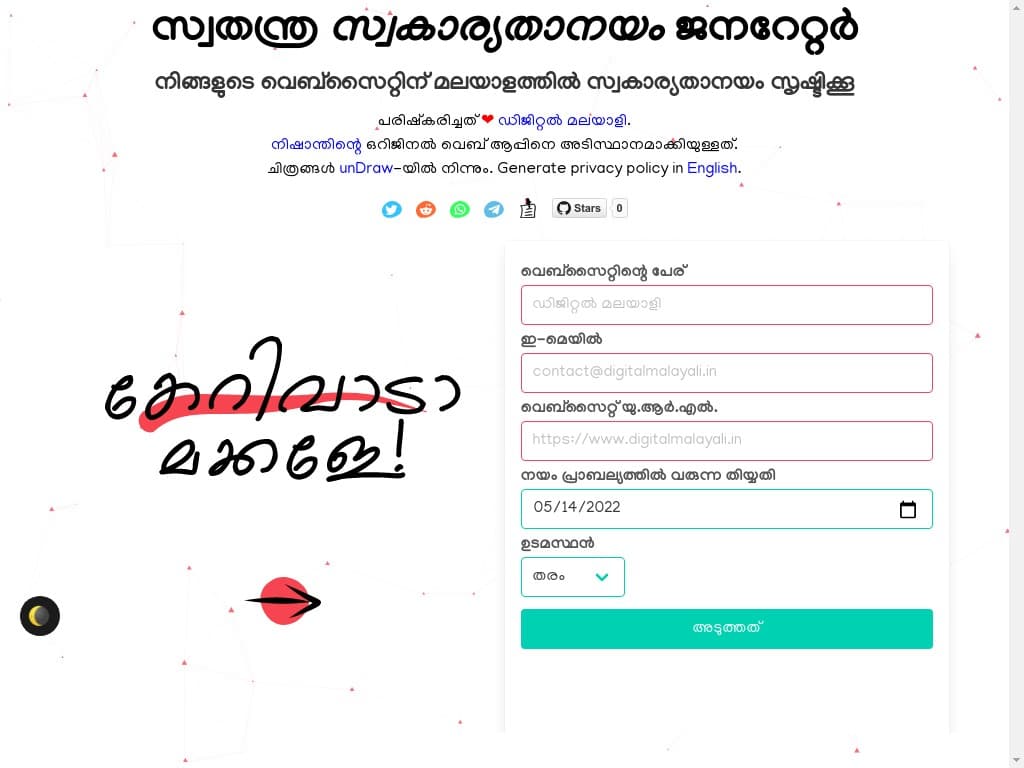 സ്വതന്ത്ര സ്വകാര്യതാനയം ജനറേറ്റർ
നിങ്ങളുടെ വെബ്സൈറ്റിന് മലയാളത്തിൽ സ്വകാര്യതാനയം സൃഷ്ടിക്കൂ
പരിഷ്കരിച്ചത് ❤ ഡിജിറ്റൽ മലയാളി.
നിഷാന്തിന്റെ ഒറിജിനൽ വെബ് ആപ്പിനെ അടിസ്ഥാനമാക്കിയുള്ളത്.
ചിത്രങ്ങൾ unDraw-യിൽ നിന്നും. Generate privacy policy in English.
Stars 0
വെബ്സൈറ്റിന്റെ പേര്
ഡിജിറ്റൽ മലയാളി
ഇ-മെയിൽ
contact@digitalmalayali.in
വെബ്സൈറ്റ് യു.ആർ.എൽ.
https://www.digitalmalayali.in
നയം പ്രാബല്യത്തിൽ വരുന്ന തിയ്യതി
05/14/2022
ഉടമസ്ഥൻ
തരം
അടുത്തത്
കേറിവാടാ
മക്കളേ!